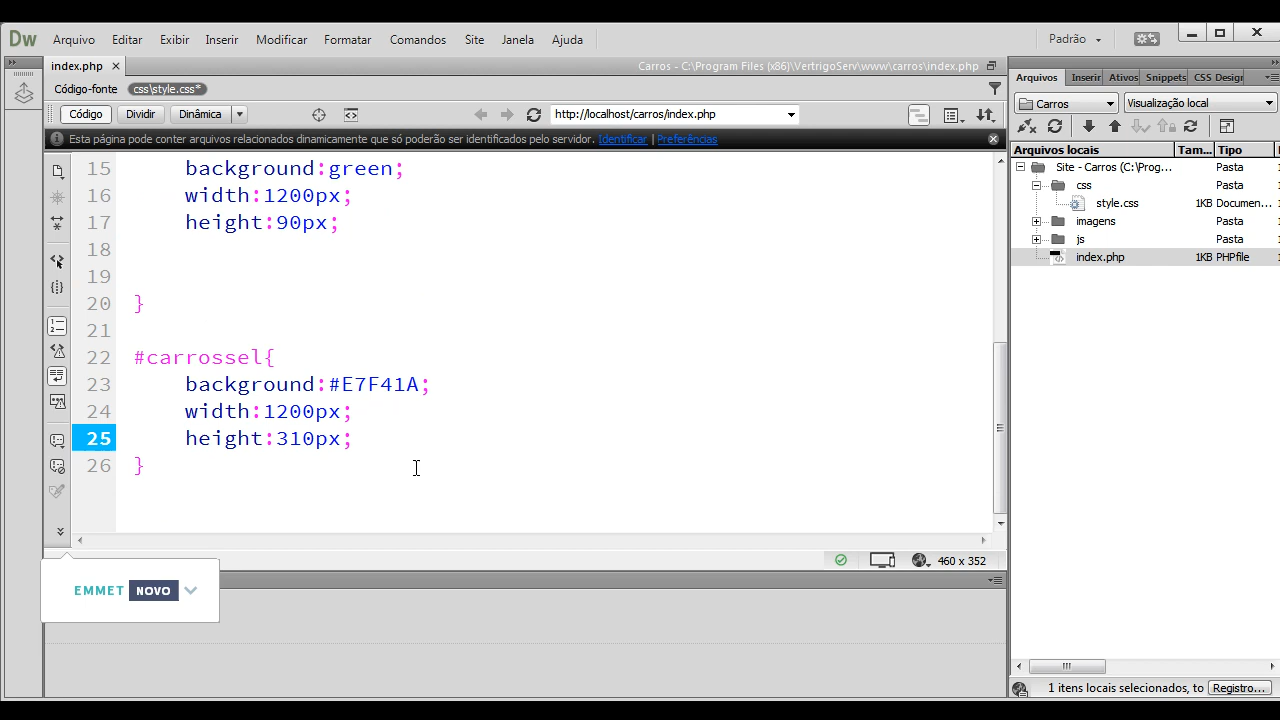 Dw Arquivo Editar Exibir Inserir Modificar Formatar Comandos Site Janela Ajuda Padrão
index.php × Carros - C:\Program Files (x86)\VertrigoServ\www\carros\index.php
Código-fonte css\style.css*
Código Dividir Dinâmica http://localhost/carros/index.php
Esta página pode conter arquivos relacionados dinamicamente que só poderão ser identificados pelo servidor. Identificar | Preferências
15 background:green;
16 width:1200px;
17 height:90px;
18
19
20 }
21
22 #carrossel{
23 background:#E7F41A;
24 width:1200px;
25 height:310px;
26 }
460 x 352
EMMET NOVO
Arquivos Inserir Ativos Snippets CSS Design
Carros Visualização local
Arquivos locais Tam... Tipo
Site - Carros (C:\Prog... Pasta
css Pasta
style.css 1KB Documen...
imagens Pasta
js Pasta
index.php 1KB PHPfile
1 itens locais selecionados, to Registro...